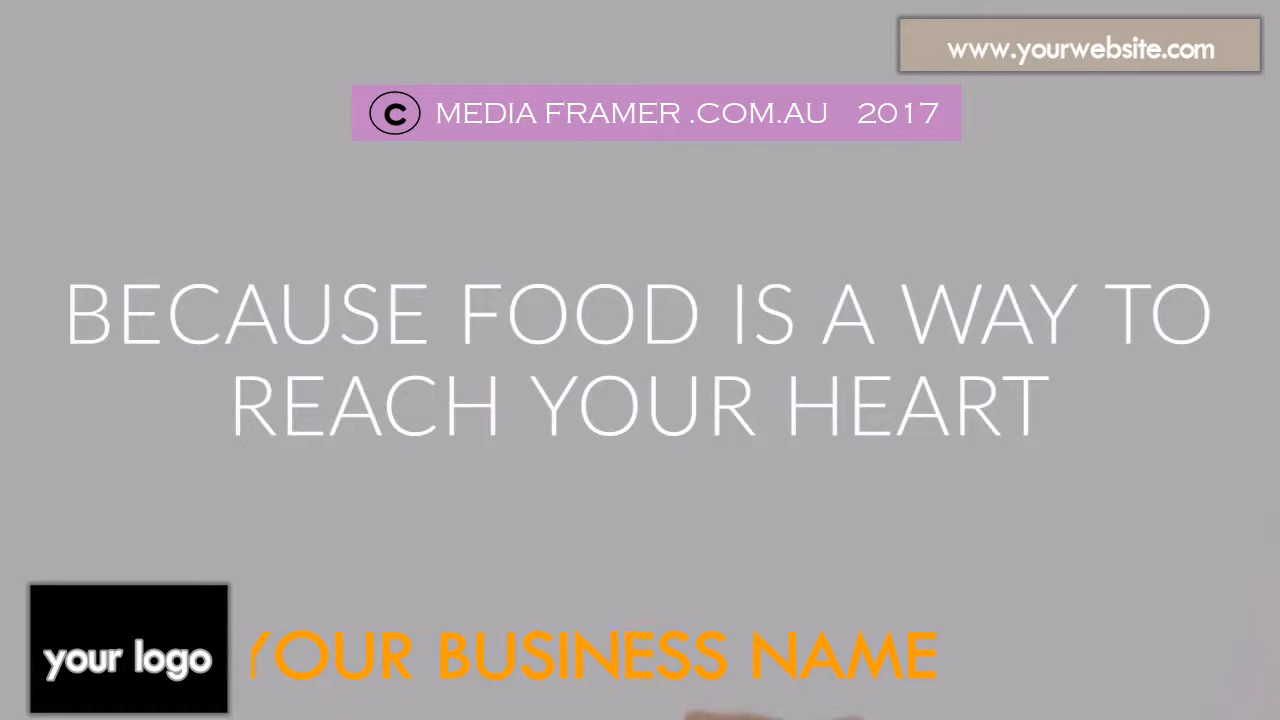 www.yourwebsite.com
© MEDIA FRAMER .COM.AU 2017
BECAUSE FOOD IS A WAY TO
REACH YOUR HEART
your logo
YOUR BUSINESS NAME